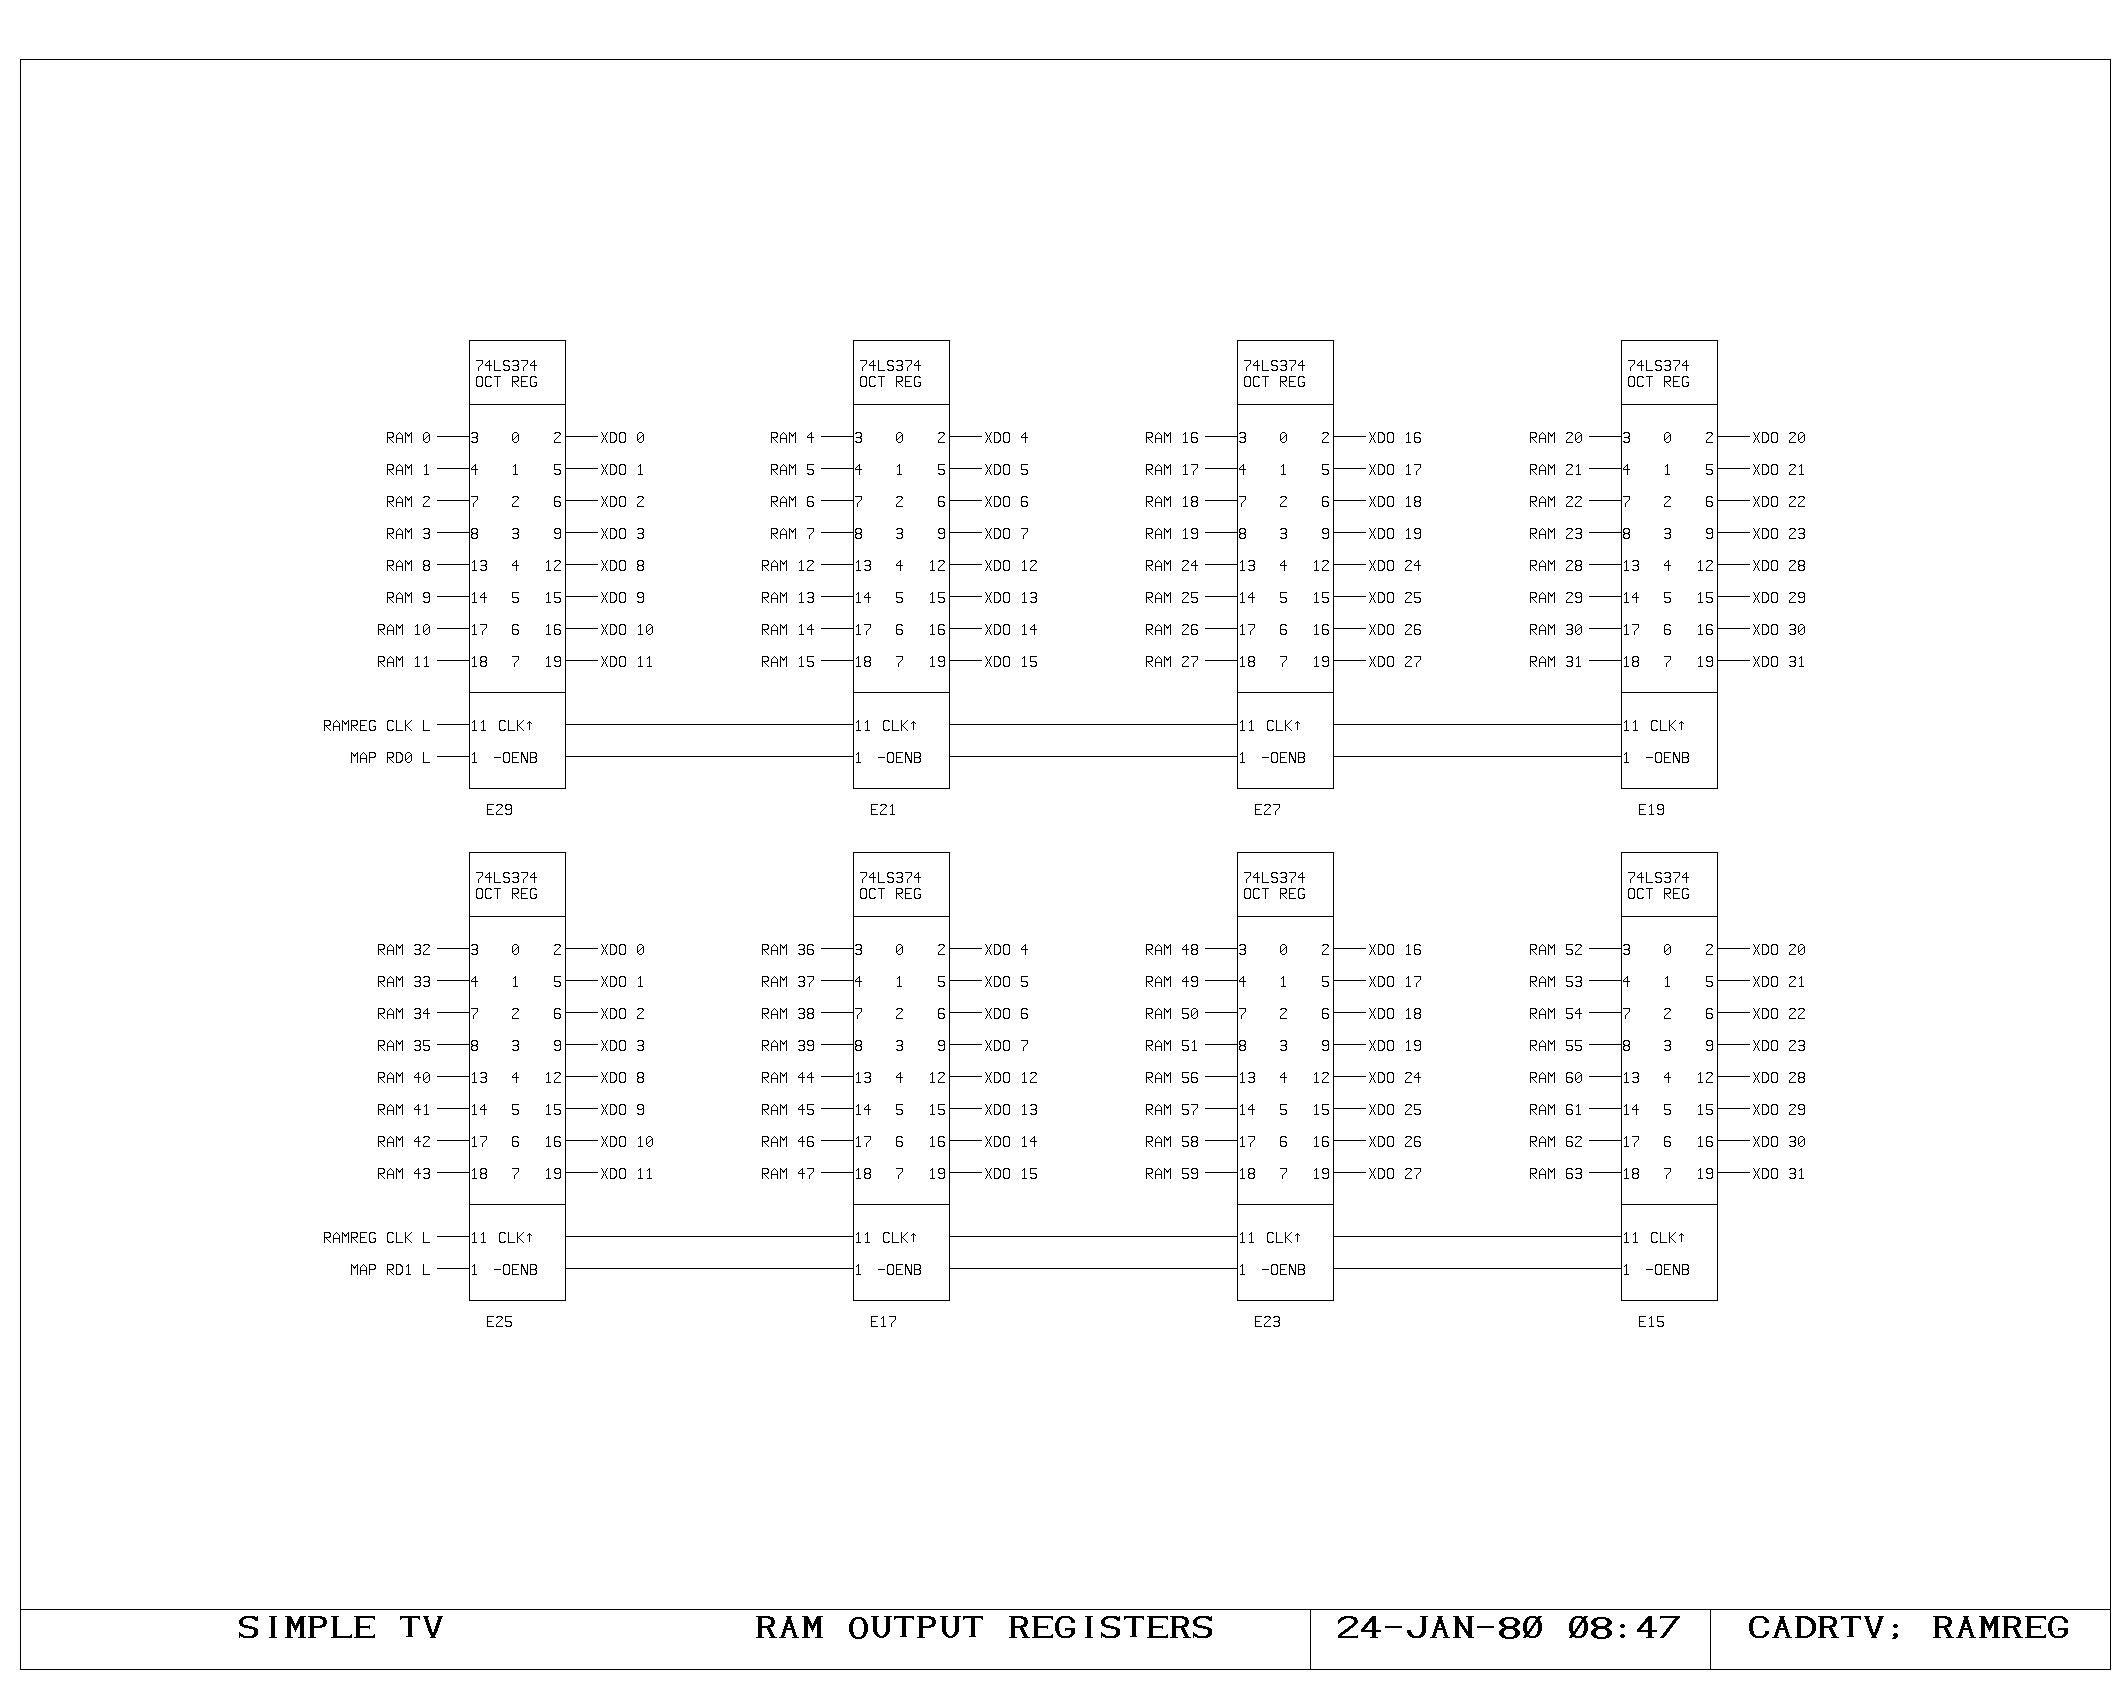 74LS374 74LS374 74LS374 74LS374
OCT REG OCT REG OCT REG OCT REG
RAM 0 3 0 2 XDO 0 RAM 4 3 0 2 XDO 4 RAM 16 3 0 2 XDO 16 RAM 20 3 0 2 XDO 20
RAM 1 4 1 5 XDO 1 RAM 5 4 1 5 XDO 5 RAM 17 4 1 5 XDO 17 RAM 21 4 1 5 XDO 21
RAM 2 7 2 6 XDO 2 RAM 6 7 2 6 XDO 6 RAM 18 7 2 6 XDO 18 RAM 22 7 2 6 XDO 22
RAM 3 8 3 9 XDO 3 RAM 7 8 3 9 XDO 7 RAM 19 8 3 9 XDO 19 RAM 23 8 3 9 XDO 23
RAM 8 13 4 12 XDO 8 RAM 12 13 4 12 XDO 12 RAM 24 13 4 12 XDO 24 RAM 28 13 4 12 XDO 28
RAM 9 14 5 15 XDO 9 RAM 13 14 5 15 XDO 13 RAM 25 14 5 15 XDO 25 RAM 29 14 5 15 XDO 29
RAM 10 17 6 16 XDO 10 RAM 14 17 6 16 XDO 14 RAM 26 17 6 16 XDO 26 RAM 30 17 6 16 XDO 30
RAM 11 18 7 19 XDO 11 RAM 15 18 7 19 XDO 15 RAM 27 18 7 19 XDO 27 RAM 31 18 7 19 XDO 31
RAMREG CLK L 11 CLK↑ 11 CLK↑ 11 CLK↑ 11 CLK↑
MAP RD0 L 1 -OENB 1 -OENB 1 -OENB 1 -OENB
E29 E21 E27 E19
74LS374 74LS374 74LS374 74LS374
OCT REG OCT REG OCT REG OCT REG
RAM 32 3 0 2 XDO 0 RAM 36 3 0 2 XDO 4 RAM 48 3 0 2 XDO 16 RAM 52 3 0 2 XDO 20
RAM 33 4 1 5 XDO 1 RAM 37 4 1 5 XDO 5 RAM 49 4 1 5 XDO 17 RAM 53 4 1 5 XDO 21
RAM 34 7 2 6 XDO 2 RAM 38 7 2 6 XDO 6 RAM 50 7 2 6 XDO 18 RAM 54 7 2 6 XDO 22
RAM 35 8 3 9 XDO 3 RAM 39 8 3 9 XDO 7 RAM 51 8 3 9 XDO 19 RAM 55 8 3 9 XDO 23
RAM 40 13 4 12 XDO 8 RAM 44 13 4 12 XDO 12 RAM 56 13 4 12 XDO 24 RAM 60 13 4 12 XDO 28
RAM 41 14 5 15 XDO 9 RAM 45 14 5 15 XDO 13 RAM 57 14 5 15 XDO 25 RAM 61 14 5 15 XDO 29
RAM 42 17 6 16 XDO 10 RAM 46 17 6 16 XDO 14 RAM 58 17 6 16 XDO 26 RAM 62 17 6 16 XDO 30
RAM 43 18 7 19 XDO 11 RAM 47 18 7 19 XDO 15 RAM 59 18 7 19 XDO 27 RAM 63 18 7 19 XDO 31
RAMREG CLK L 11 CLK↑ 11 CLK↑ 11 CLK↑ 11 CLK↑
MAP RD1 L 1 -OENB 1 -OENB 1 -OENB 1 -OENB
E25 E17 E23 E15
SIMPLE TV RAM OUTPUT REGISTERS 24-JAN-80 08:47 CADRTV; RAMREG